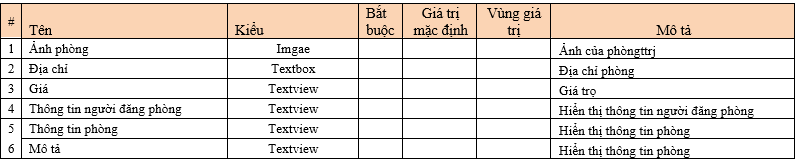 # Tên Kiểu Bắt buộc Giá trị mặc định Vùng giá trị Mô tả
1 Ảnh phòng Imgae Ảnh của phòngttrj
2 Địa chỉ Textbox Địa chỉ phòng
3 Giá Textview Giá trọ
4 Thông tin người đăng phòng Textview Hiển thị thông tin người đăng phòng
5 Thông tin phòng Textview Hiển thị thông tin phòng
6 Mô tả Textview Hiển thị thông tin phòng